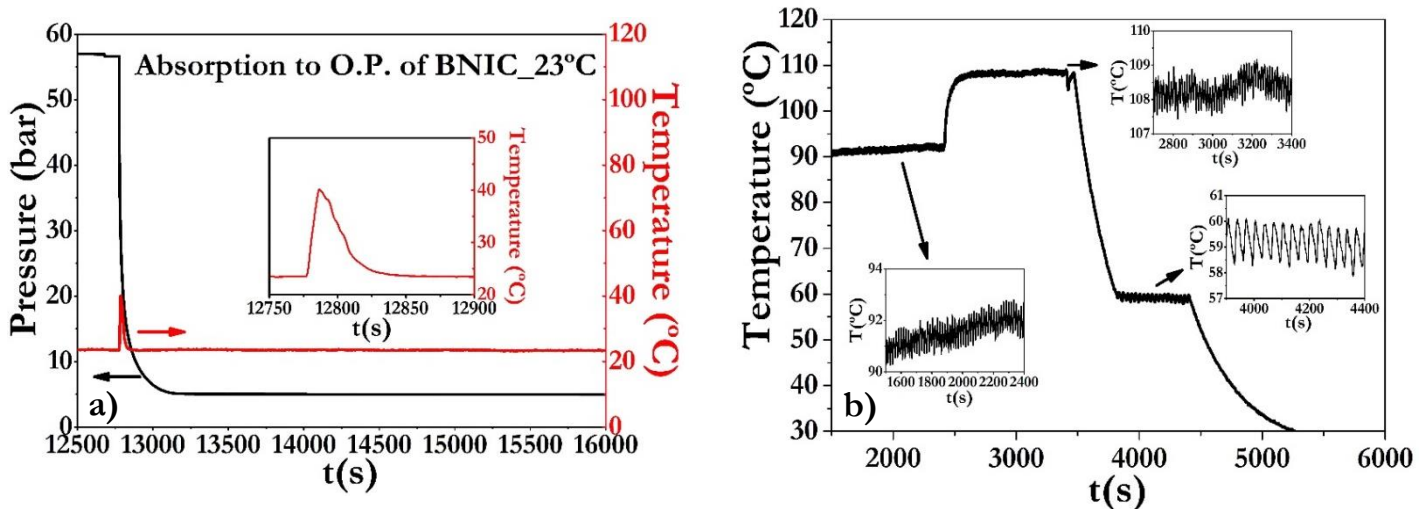 Absorption to O.P. of BNIC_23ºC
Pressure (bar)
60
50
40
30
20
10
0
12500 13000 13500 14000 14500 15000 15500 16000
t(s)
Temperature (ºC)
120
100
80
60
40
20
0
50
40
30
20
Temperature (ºC)
12750 12800 12850 12900
t(s)
a)
Temperature (ºC)
120
110
100
90
80
70
60
50
40
30
2000 3000 4000 5000 6000
t(s)
b)
T(ºC)
110
109
108
107
2800 3000 3200 3400
t(s)
T(ºC)
61
60
59
58
57
4000 4200 4400
t(s)
T(ºC)
94
92
90
1600 1800 2000 2200 2400
t(s)